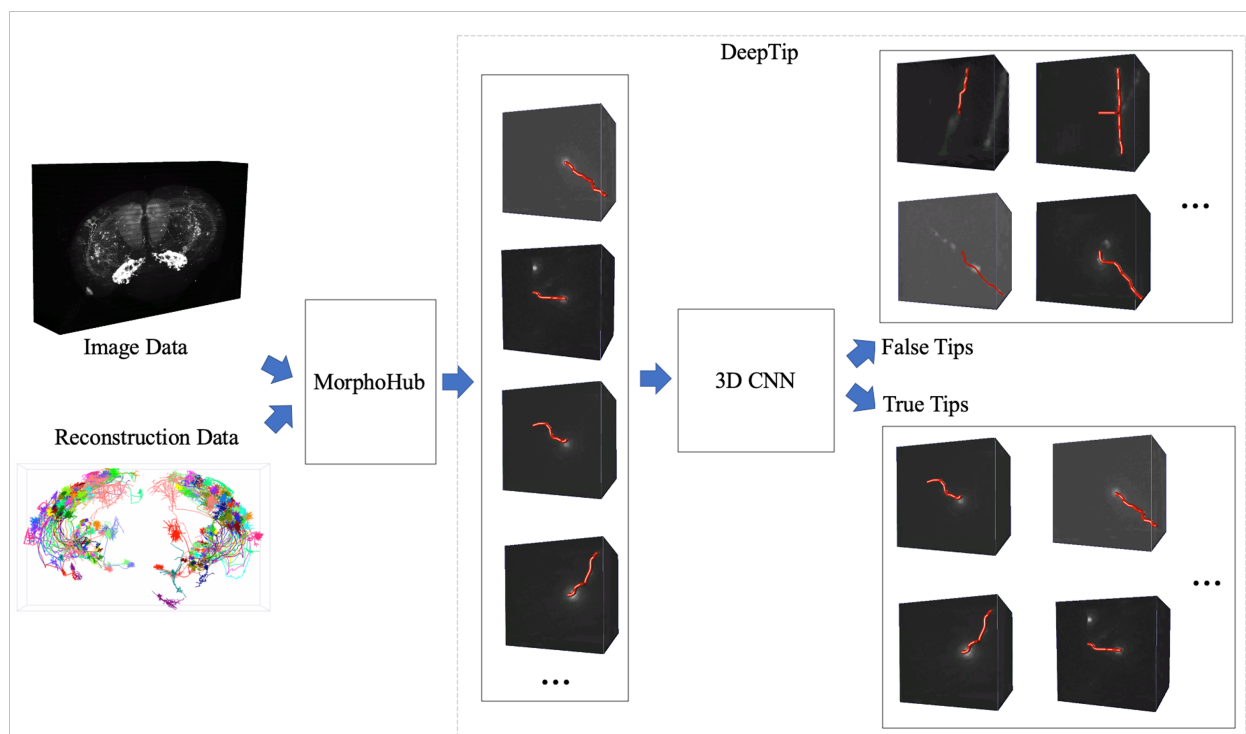 DeepTip
Image Data
MorphoHub
3D CNN
False Tips
True Tips
Reconstruction Data
...
...
...